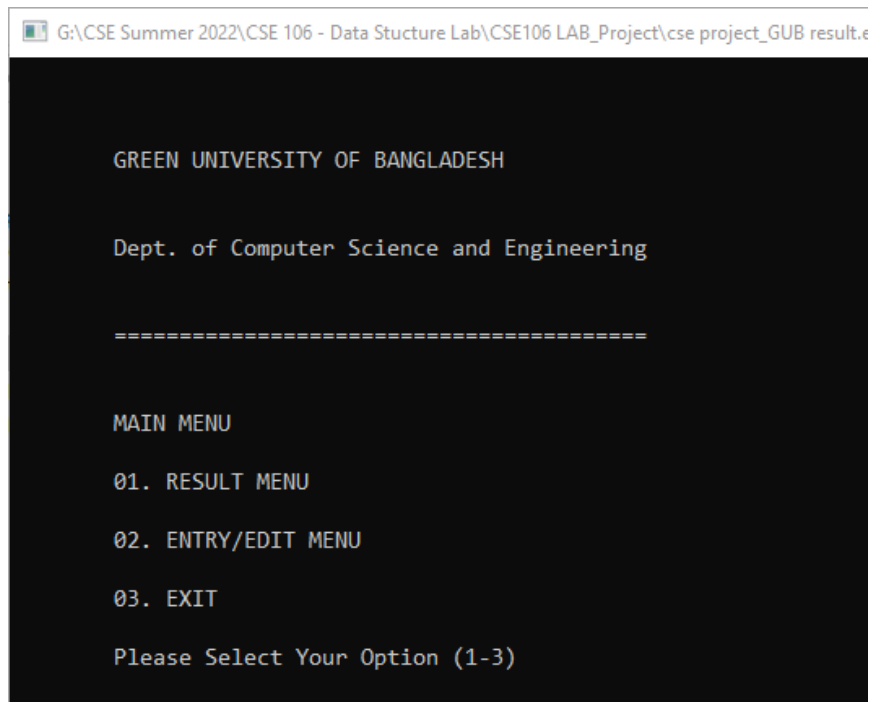 G:\CSE Summer 2022\CSE 106 - Data Stucture Lab\CSE106 LAB_Project\cse project_GUB result.e
GREEN UNIVERSITY OF BANGLADESH
Dept. of Computer Science and Engineering
=========================================
MAIN MENU
01. RESULT MENU
02. ENTRY/EDIT MENU
03. EXIT
Please Select Your Option (1-3)